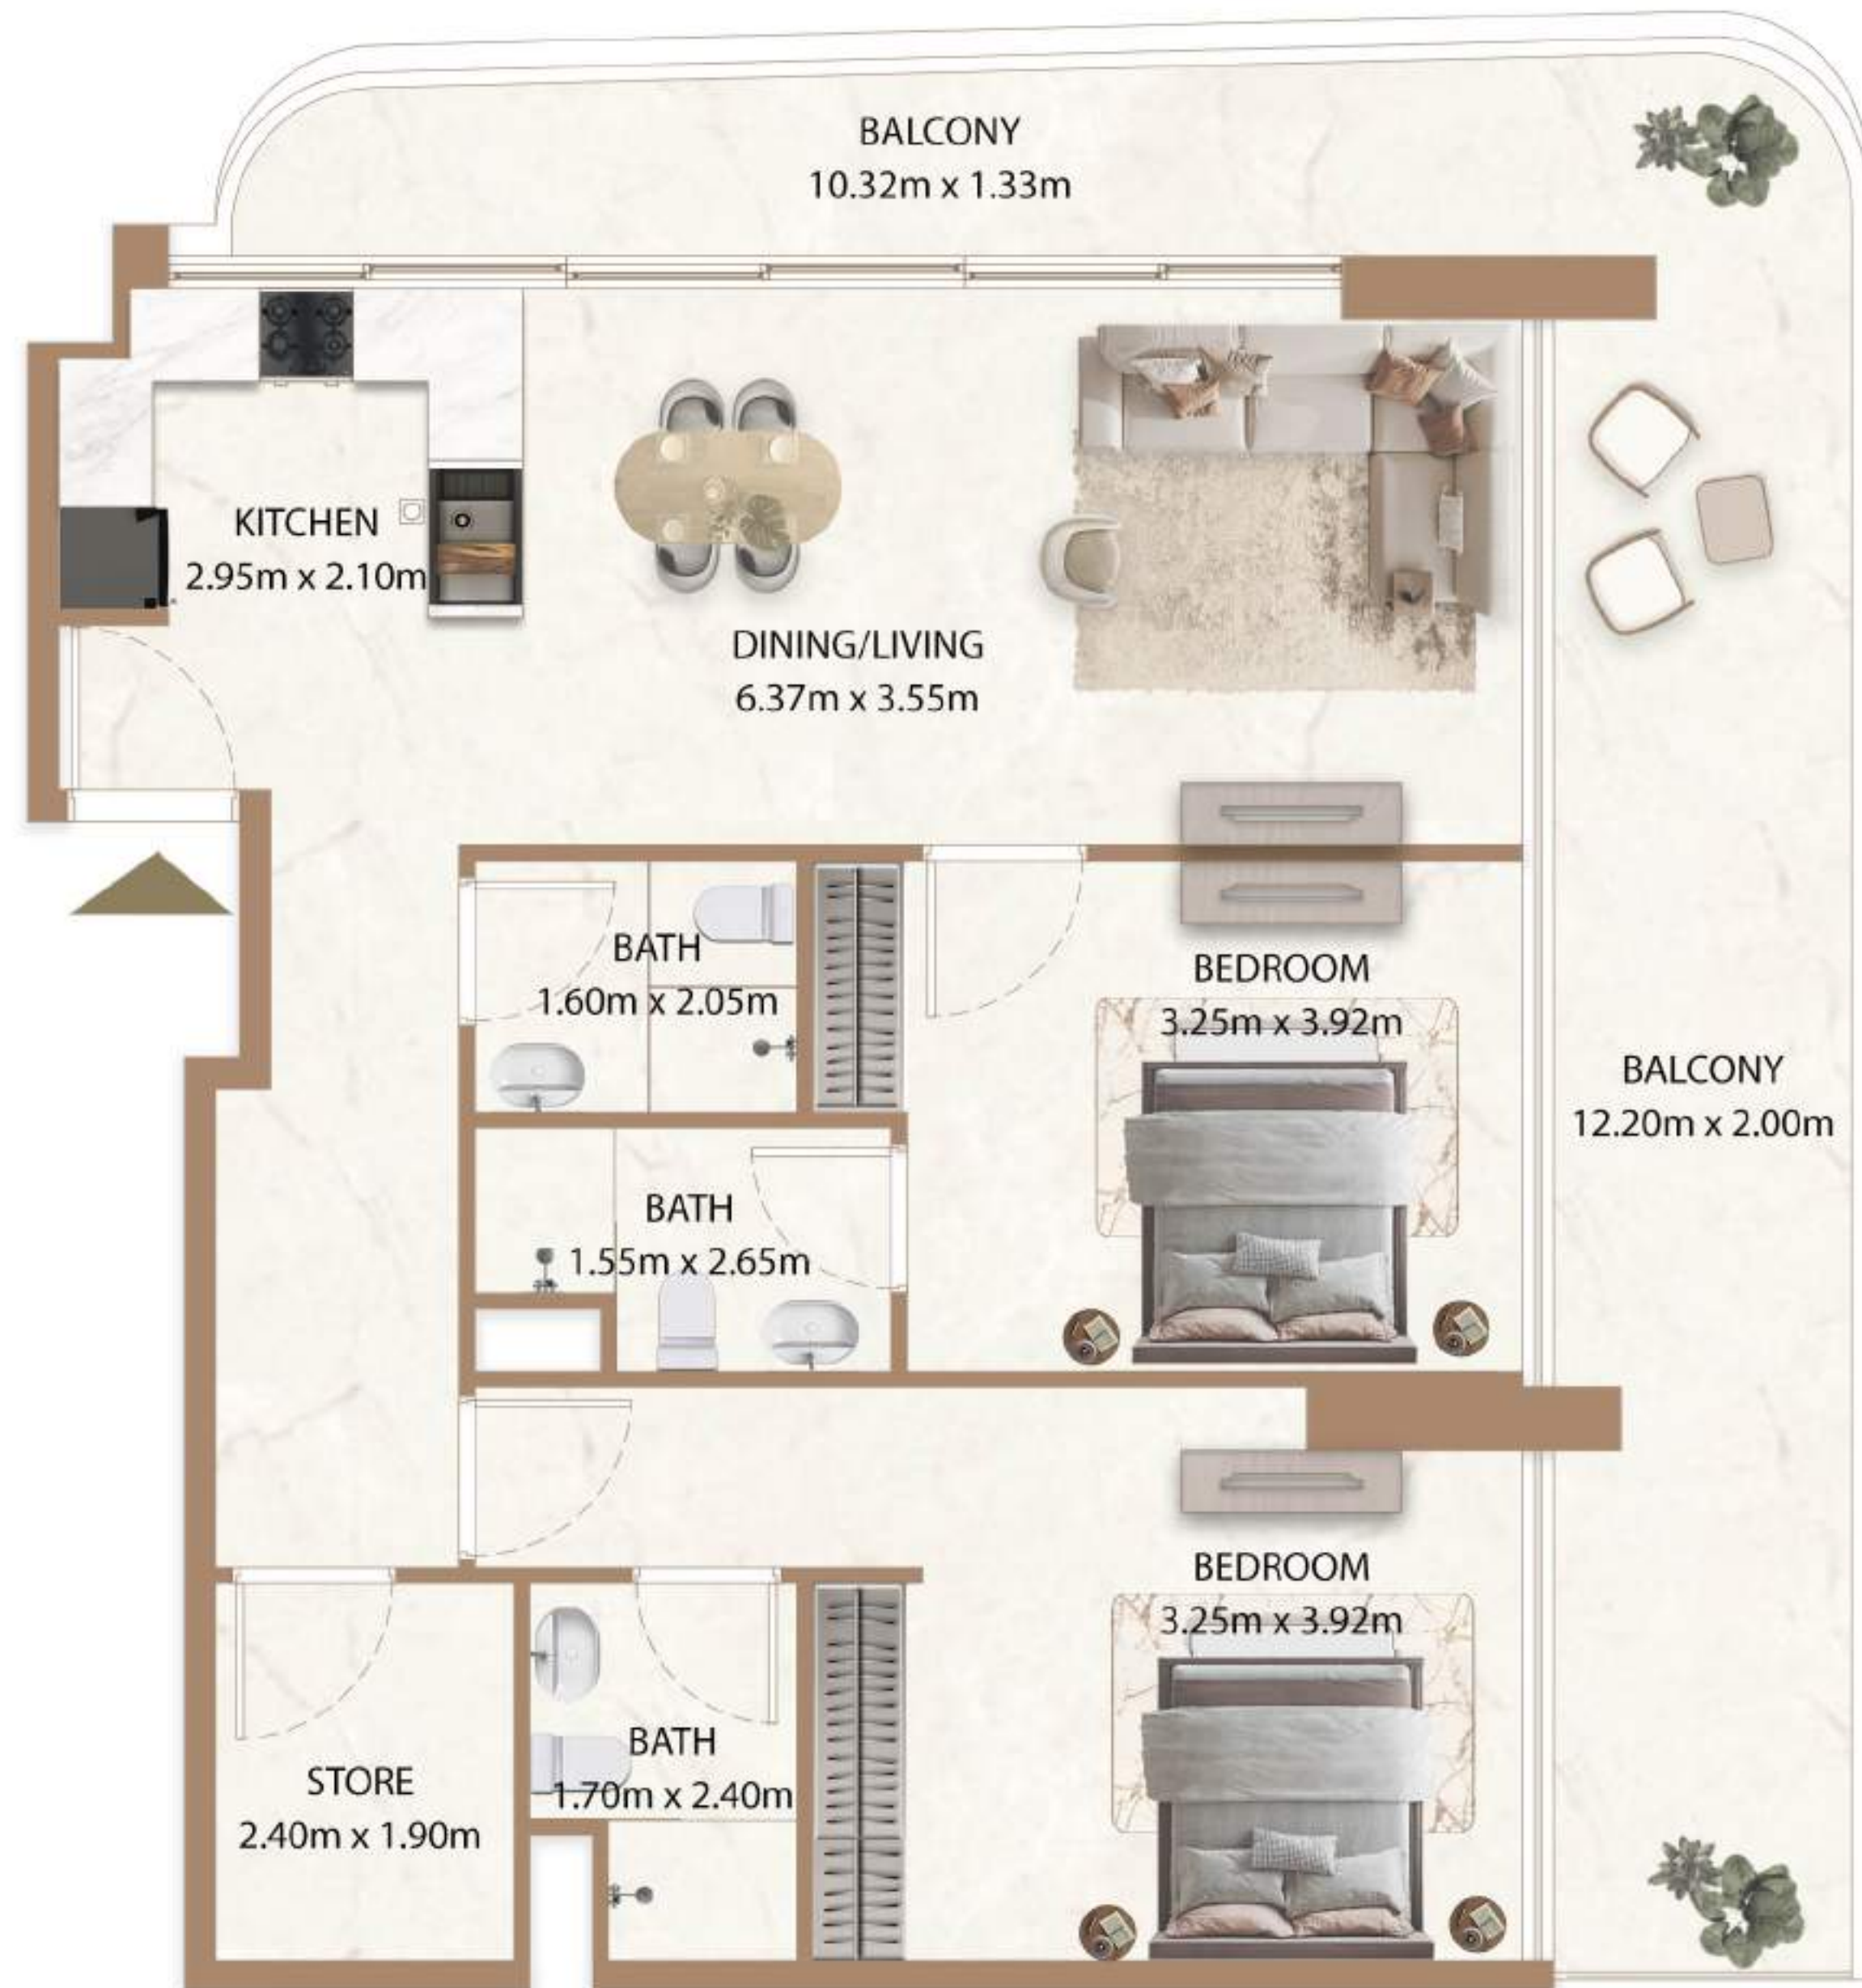 BALCONY
10.32m x 1.33m
KITCHEN
2.95m x 2.10m
DINING/LIVING
6.37m x 3.55m
BATH
1.60m x 2.05m
BEDROOM
3.25m x 3.92m
BALCONY
12.20m x 2.00m
BATH
1.55m x 2.65m
BEDROOM
3.25m x 3.92m
BATH
1.70m x 2.40m
STORE
2.40m x 1.90m